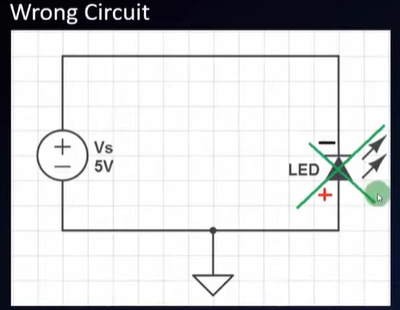 Wrong Circuit
+
−
Vs
5V
−
LED
+